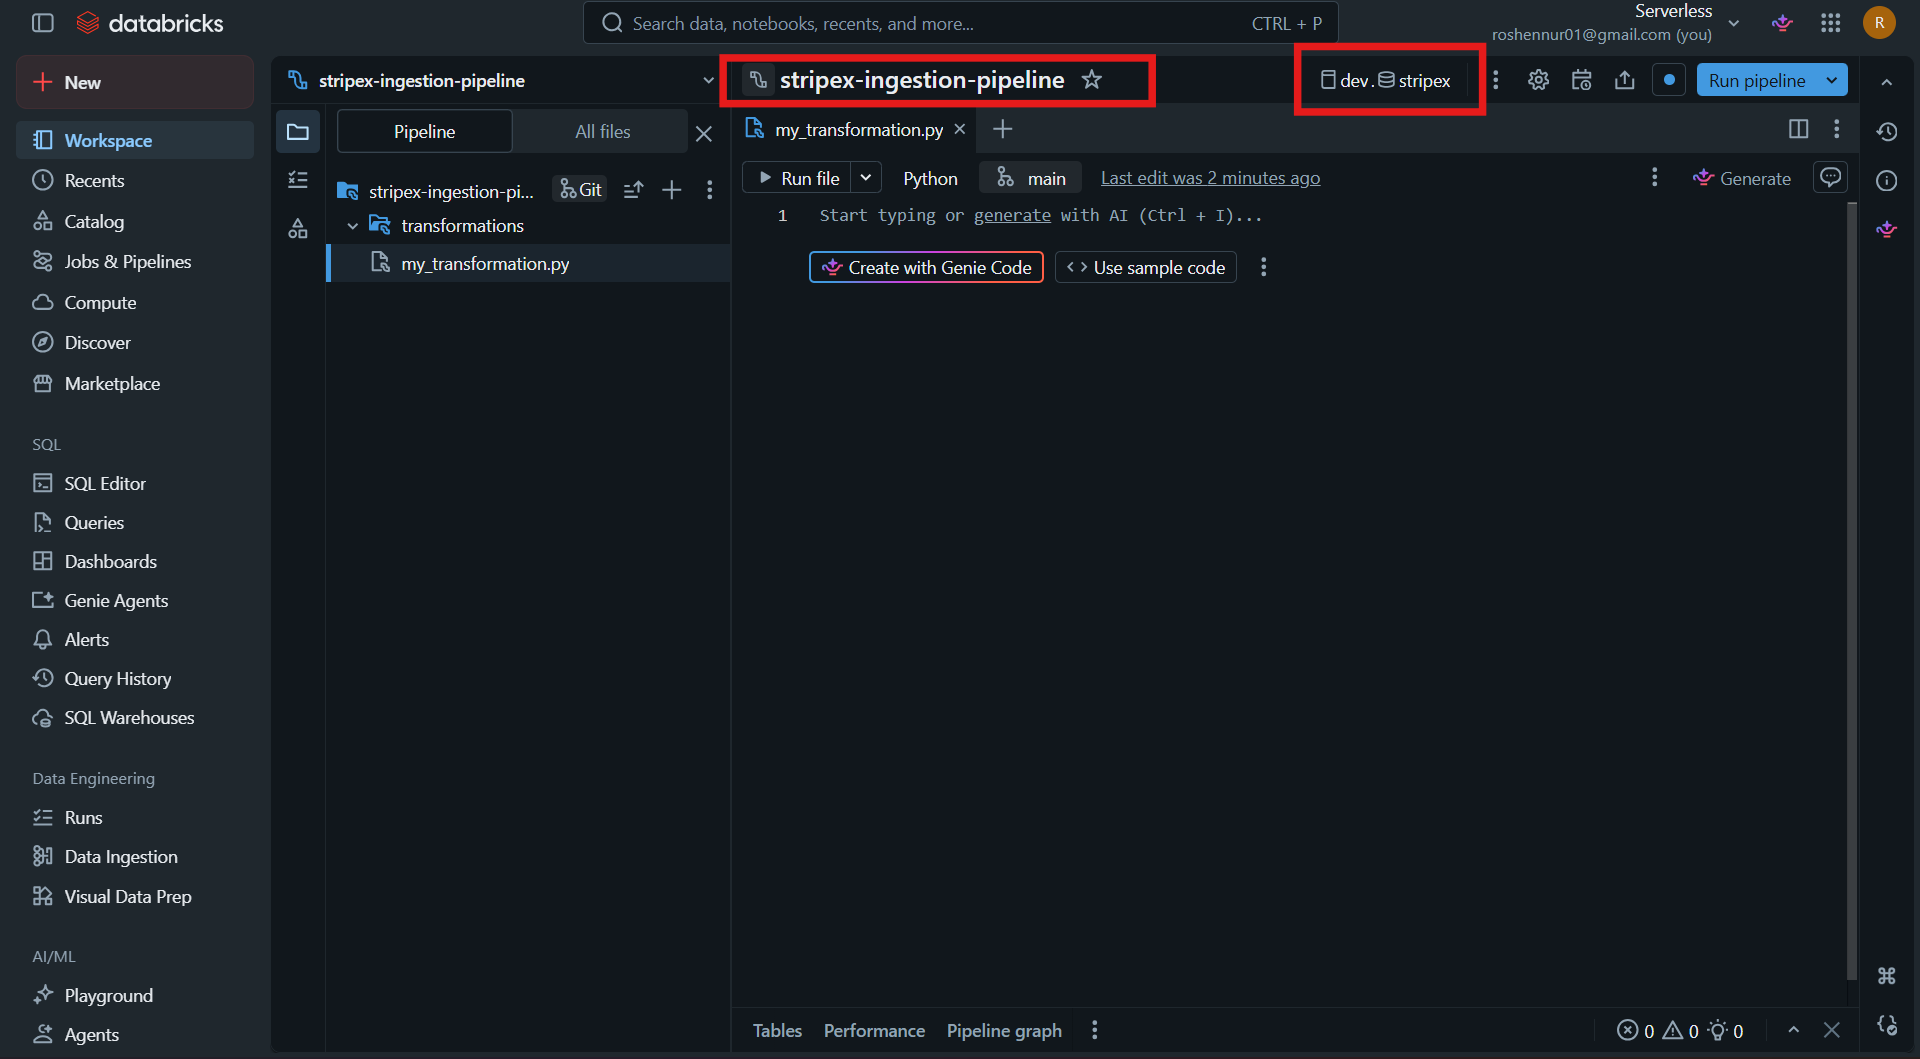 databricks
Search data, notebooks, recents, and more...
CTRL + P
Serverless
roshennur01@gmail.com (you)
R
New
Workspace
Recents
Catalog
Jobs & Pipelines
Compute
Discover
Marketplace
SQL
SQL Editor
Queries
Dashboards
Genie Agents
Alerts
Query History
SQL Warehouses
Data Engineering
Runs
Data Ingestion
Visual Data Prep
AI/ML
Playground
Agents
stripex-ingestion-pipeline
Pipeline
All files
stripex-ingestion-pi...
Git
transformations
my_transformation.py
stripex-ingestion-pipeline
dev.stripex
Run pipeline
my_transformation.py
Run file
Python
main
Last edit was 2 minutes ago
Generate
1 Start typing or generate with AI (Ctrl + I)...
Create with Genie Code
Use sample code
Tables
Performance
Pipeline graph
0
0
0